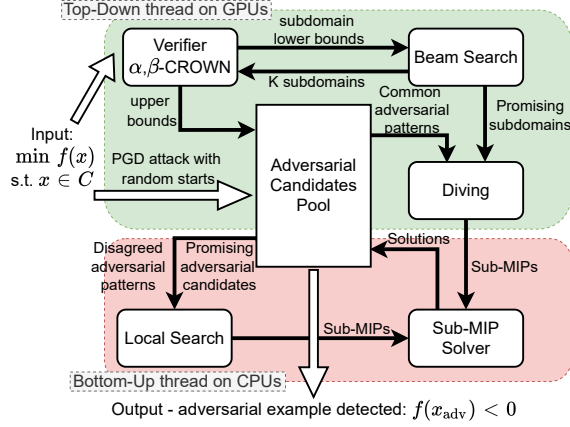 Top-Down thread on GPUs
Verifier
α,β-CROWN
subdomain
lower bounds
K subdomains
Beam Search
upper
bounds
Common
adversarial
patterns
Promising
subdomains
Input:
min f(x)
s.t. x ∈ C
PGD attack with
random starts
Adversarial
Candidates
Pool
Diving
Disagreed
adversarial
patterns
Promising
adversarial
candidates
Solutions
Sub-MIPs
Local Search
Sub-MIPs
Sub-MIP
Solver
Bottom-Up thread on CPUs
Output - adversarial example detected: f(x_adv) < 0